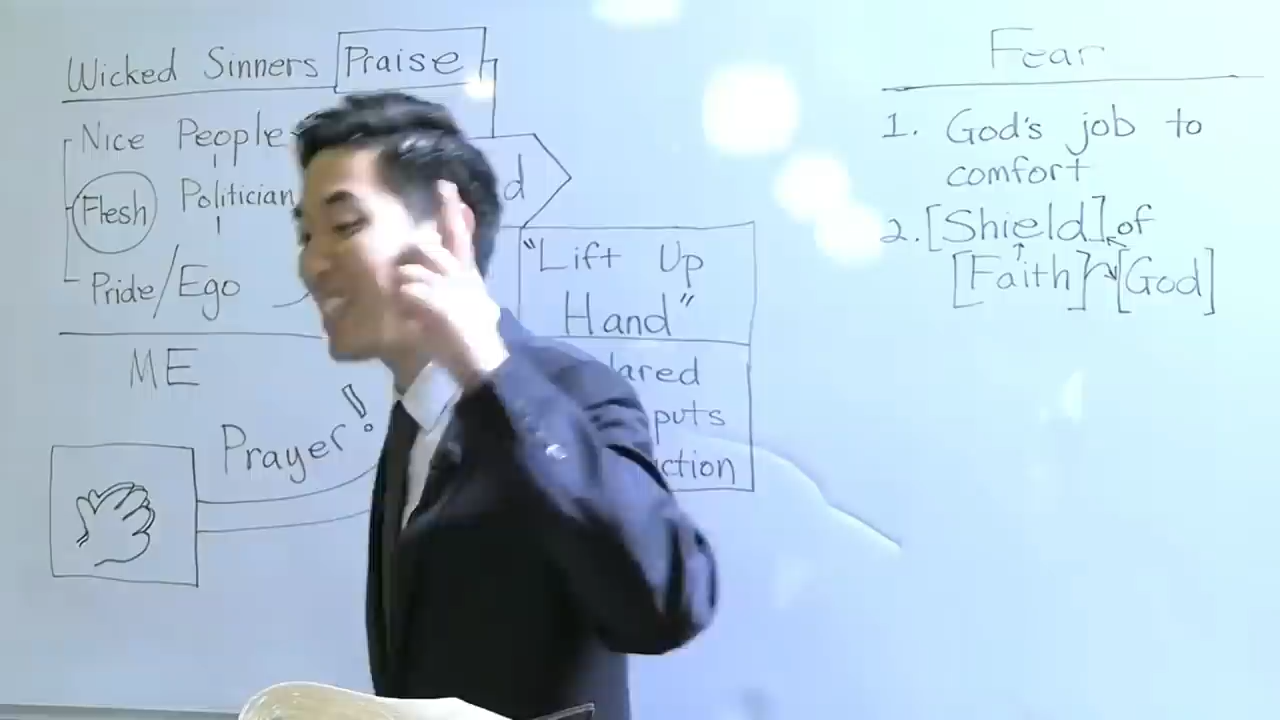 Wicked Sinners Praise
Nice People
Flesh
Politician
Pride/Ego
ME
Prayer!
"Lift Up
Hand"
puts
Fear
1. God's job to
comfort
2. [Shield] of
[Faith] [God]